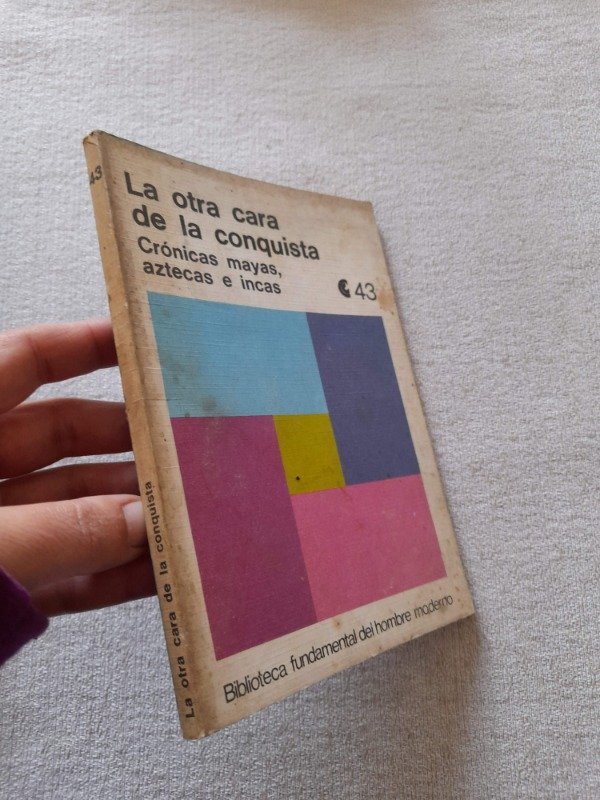 La otra cara
de la conquista
Crónicas mayas,
aztecas e incas
43
Biblioteca fundamental del hombre moderno
43
La otra cara de la conquista